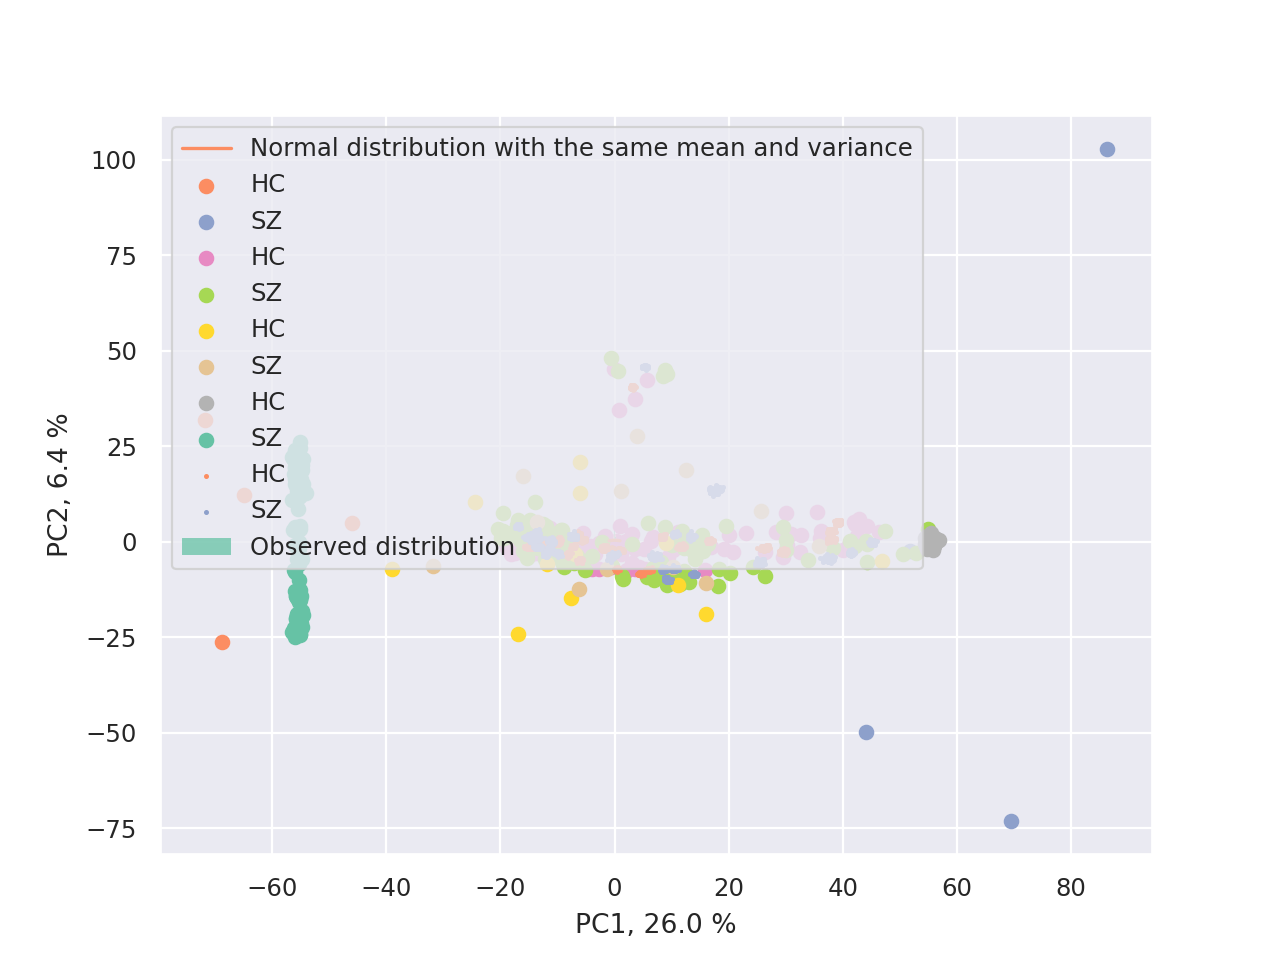 Normal distribution with the same mean and variance
HC
SZ
HC
SZ
HC
SZ
HC
SZ
HC
SZ
Observed distribution
100
75
50
25
0
−25
−50
−75
PC2, 6.4 %
−60 −40 −20 0 20 40 60 80
PC1, 26.0 %